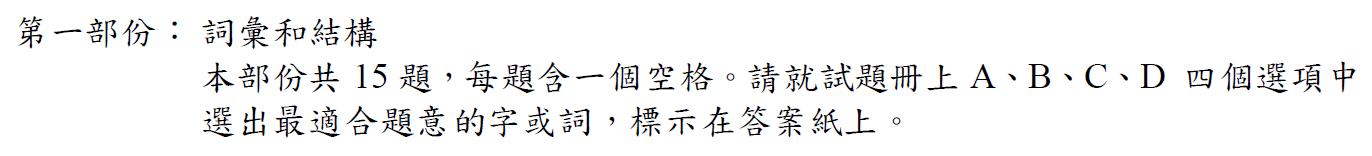 第一部份： 詞彙和結構
本部份共 15 題，每題含一個空格。請就試題冊上 A、B、C、D 四個選項中
選出最適合題意的字或詞，標示在答案紙上。